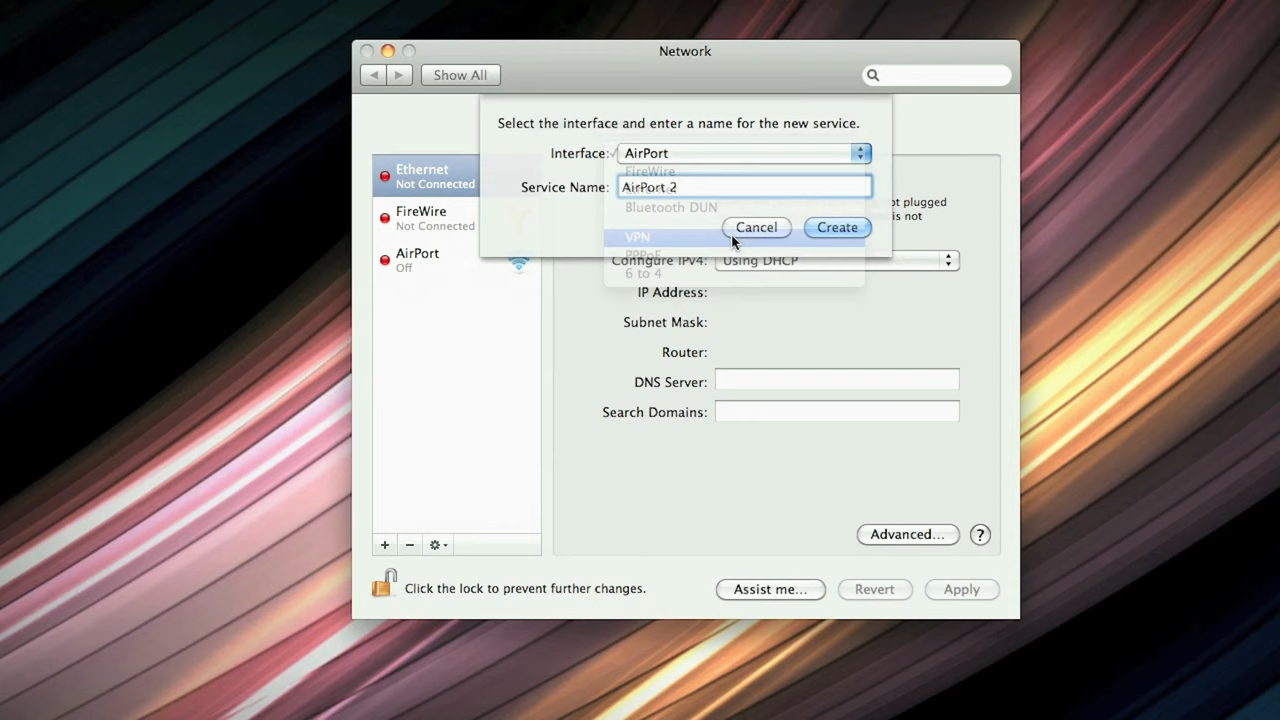 Network
Show All
Select the interface and enter a name for the new service.
Interface: AirPort
FireWire
Service Name: AirPort 2
Bluetooth DUN
Cancel
Create
VPN
PPPoE
6 to 4
Ethernet
Not Connected
FireWire
Not Connected
AirPort
Off
ot plugged
is not
Configure IPv4: Using DHCP
IP Address:
Subnet Mask:
Router:
DNS Server:
Search Domains:
Advanced...
?
Click the lock to prevent further changes.
Assist me...
Revert
Apply